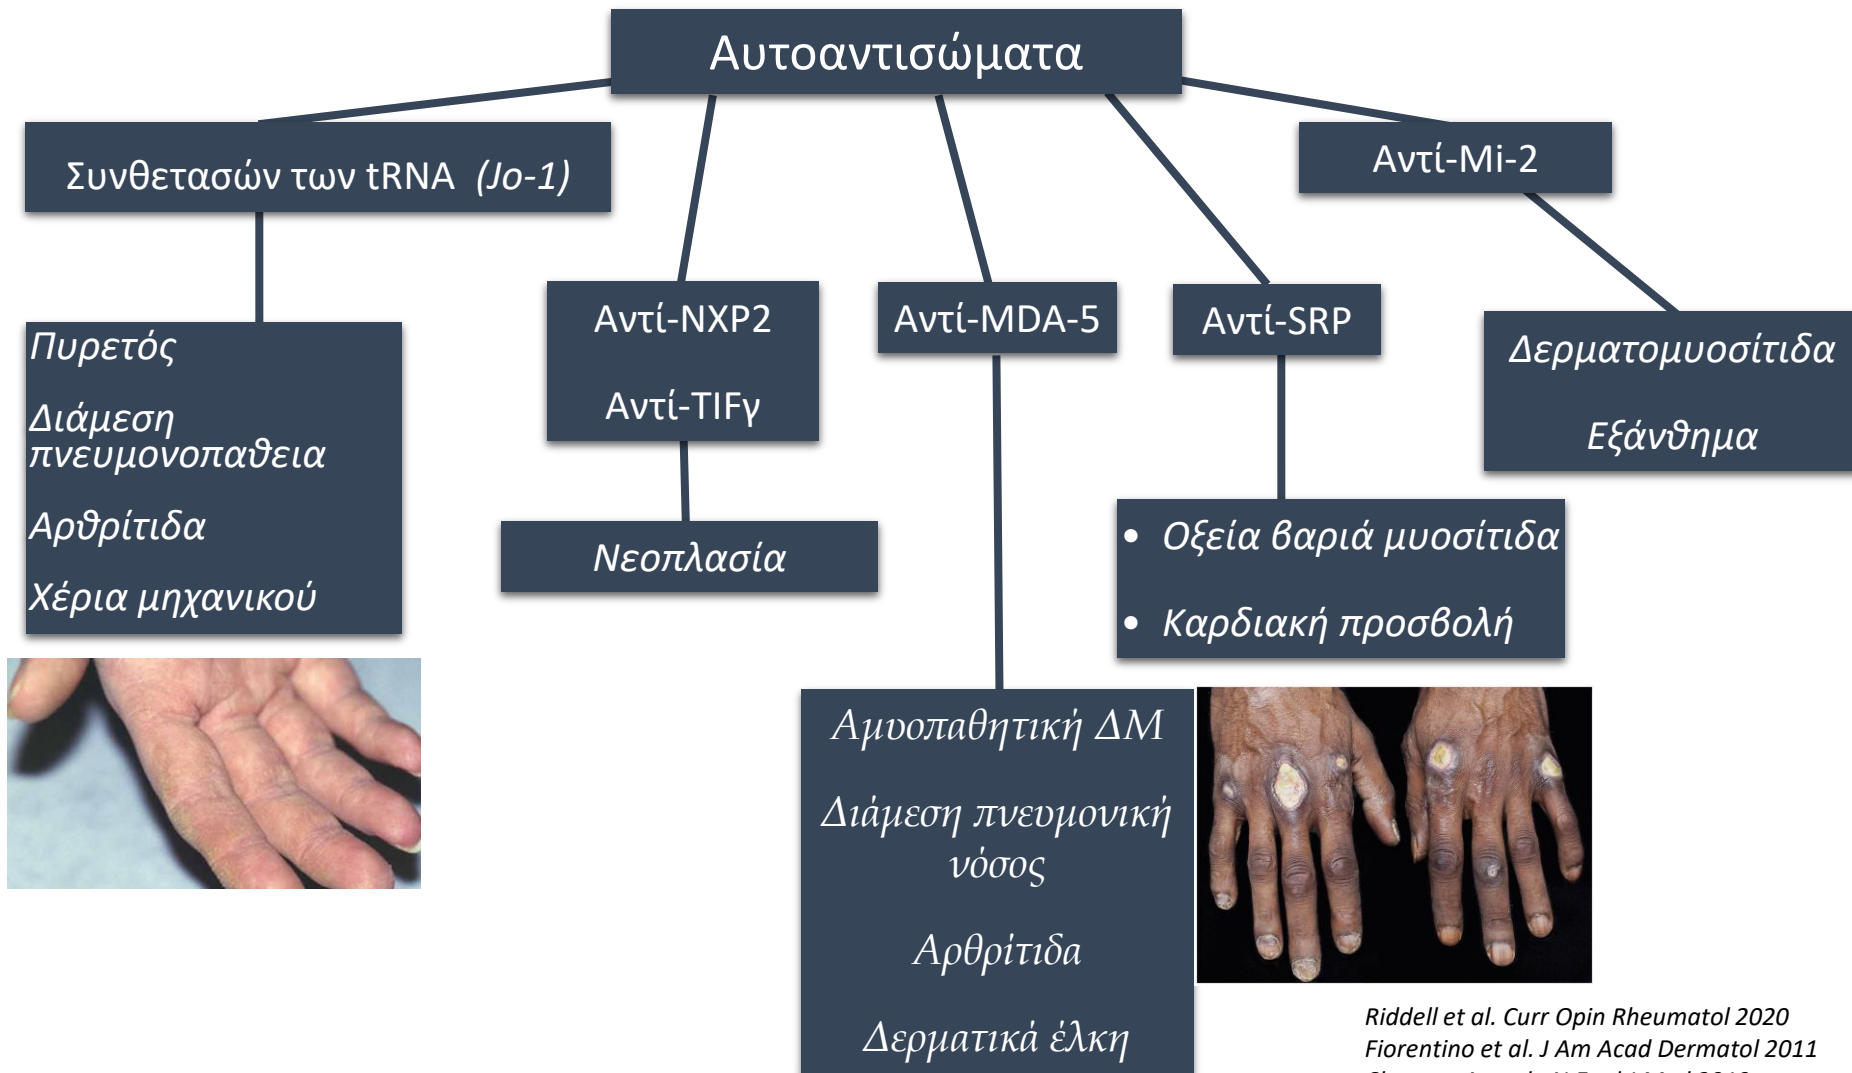 Αυτοαντισώματα
Συνθετασών των tRNA (Jo-1)
Αντί-Mi-2
Αντί-NXP2
Αντί-TIFγ
Αντί-MDA-5
Αντί-SRP
Πυρετός
Διάμεση
πνευμονοπαθεια
Αρθρίτιδα
Χέρια μηχανικού
Δερματομυοσίτιδα
Εξάνθημα
Νεοπλασία
• Οξεία βαριά μυοσίτιδα
• Καρδιακή προσβολή
Αμυοπαθητική ΔΜ
Διάμεση πνευμονική
νόσος
Αρθρίτιδα
Δερματικά έλκη
Riddell et al. Curr Opin Rheumatol 2020
Fiorentino et al. J Am Acad Dermatol 2011